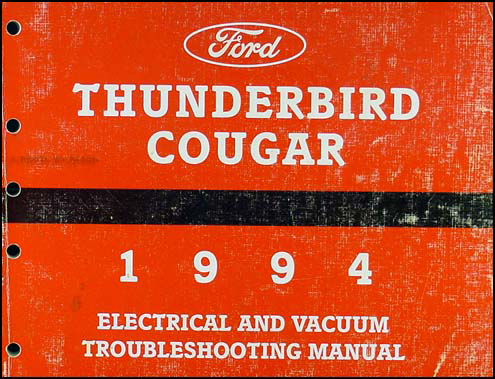 Ford
THUNDERBIRD
COUGAR
1 9 9 4
ELECTRICAL AND VACUUM
TROUBLESHOOTING MANUAL